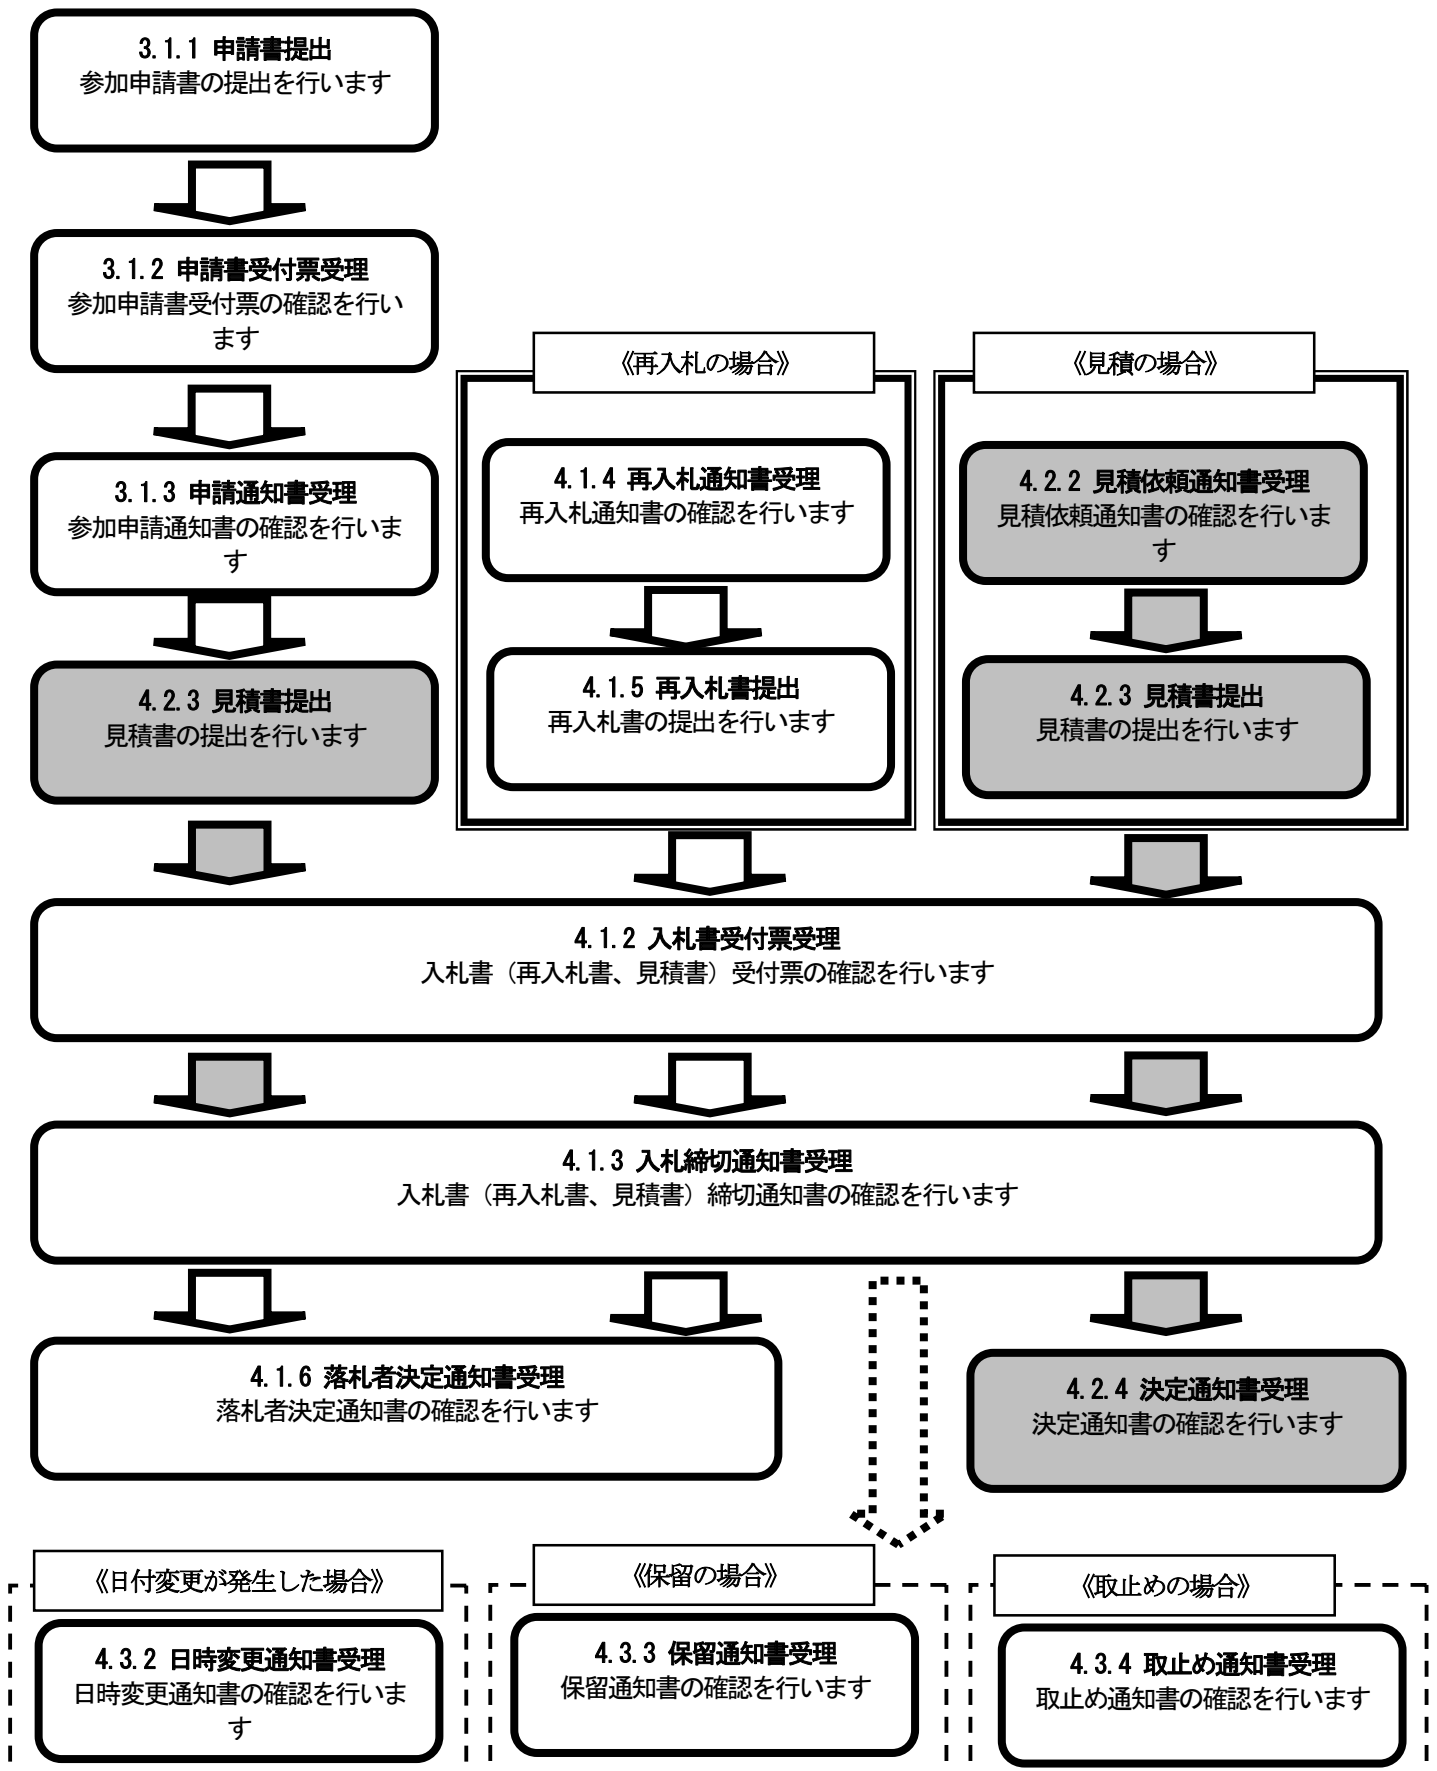 3.1.1 申請書提出
参加申請書の提出を行います
3.1.2 申請書受付票受理
参加申請書受付票の確認を行い
ます
3.1.3 申請通知書受理
参加申請通知書の確認を行いま
す
4.2.3 見積書提出
見積書の提出を行います
《再入札の場合》
4.1.4 再入札通知書受理
再入札通知書の確認を行います
4.1.5 再入札書提出
再入札書の提出を行います
《見積の場合》
4.2.2 見積依頼通知書受理
見積依頼通知書の確認を行いま
す
4.2.3 見積書提出
見積書の提出を行います
4.1.2 入札書受付票受理
入札書（再入札書、見積書）受付票の確認を行います
4.1.3 入札締切通知書受理
入札書（再入札書、見積書）締切通知書の確認を行います
4.1.6 落札者決定通知書受理
落札者決定通知書の確認を行います
4.2.4 決定通知書受理
決定通知書の確認を行います
《日付変更が発生した場合》
4.3.2 日時変更通知書受理
日時変更通知書の確認を行いま
す
《保留の場合》
4.3.3 保留通知書受理
保留通知書の確認を行います
《取止めの場合》
4.3.4 取止め通知書受理
取止め通知書の確認を行います